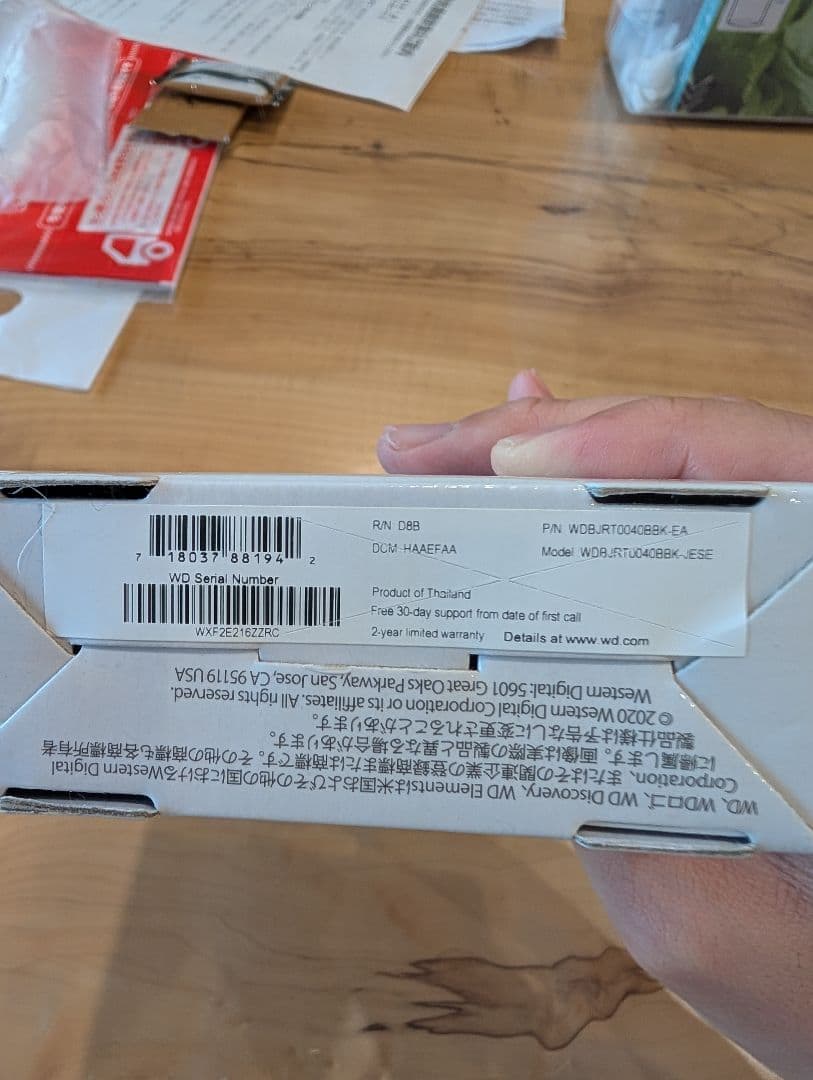 R/N D8B
P/N WDBJRT0040BBK-EA
7 18037 88194 2
DCM HAAEFAA
Model WDBJRT0040BBK-JESE
WD Serial Number
Product of Thailand
Free 30-day support from date of first call
WXF2E216ZZRC
2-year limited warranty Details at www.wd.com
WD、WDロゴ、WD Discovery、WD Elementsは米国およびその他の国におけるWestern Digital
Corporation、またはその関連企業の登録商標または商標です。その他の商標も各商標所有者
に帰属します。画像は実際の製品と異なる場合があります。
製品仕様は予告なしに変更されることがあります。
© 2020 Western Digital Corporation or its affiliates. All rights reserved.
Western Digital: 5601 Great Oaks Parkway, San Jose, CA 95119 USA